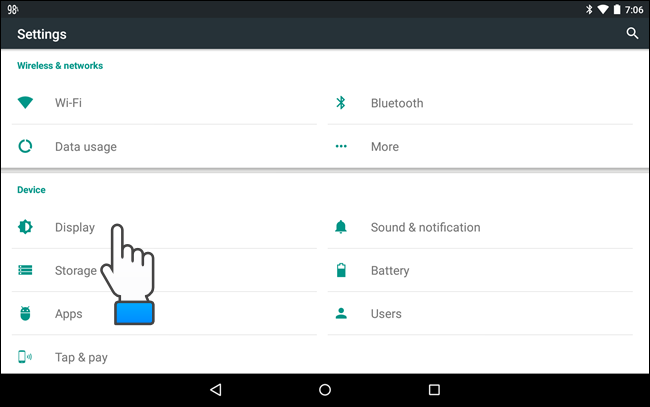 98% 7:06
Settings
Wireless & networks
Wi-Fi Bluetooth
Data usage More
Device
Display Sound & notification
Storage Battery
Apps Users
Tap & pay